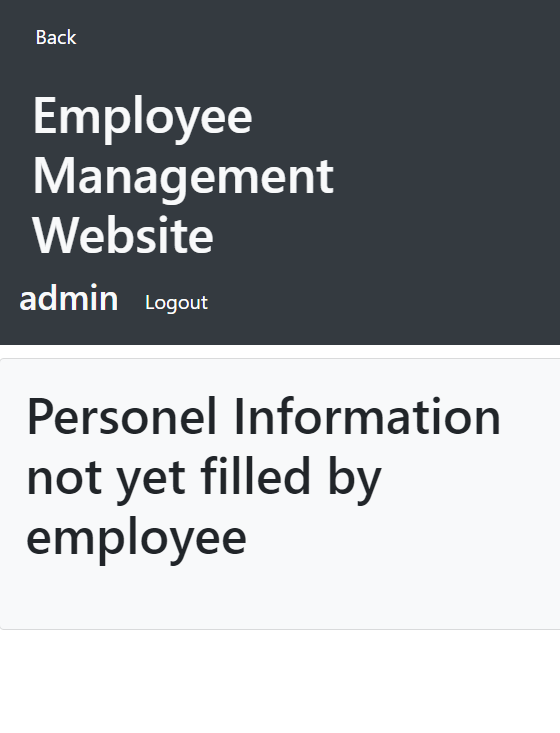 Back
Employee
Management
Website
admin Logout
Personel Information
not yet filled by
employee